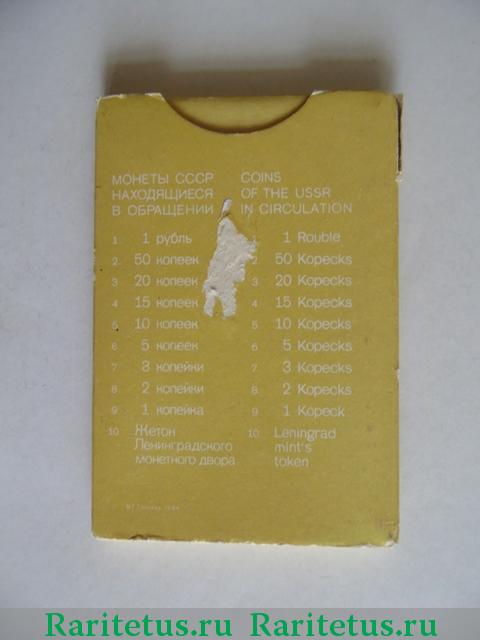 МОНЕТЫ СССР
НАХОДЯЩИЕСЯ
В ОБРАЩЕНИИ
1 1 рубль
2 50 копеек
3 20 копеек
4 15 копеек
5 10 копеек
6 5 копеек
7 3 копейки
8 2 копейки
9 1 копейка
10 Жетон
Ленинградского
монетного двора
COINS
OF THE USSR
IN CIRCULATION
1 Rouble
2 50 Kopecks
3 20 Kopecks
4 15 Kopecks
5 10 Kopecks
6 5 Kopecks
7 3 Kopecks
8 2 Kopecks
9 1 Kopeck
10 Leningrad
mint's
token
Raritetus.ru Raritetus.ru